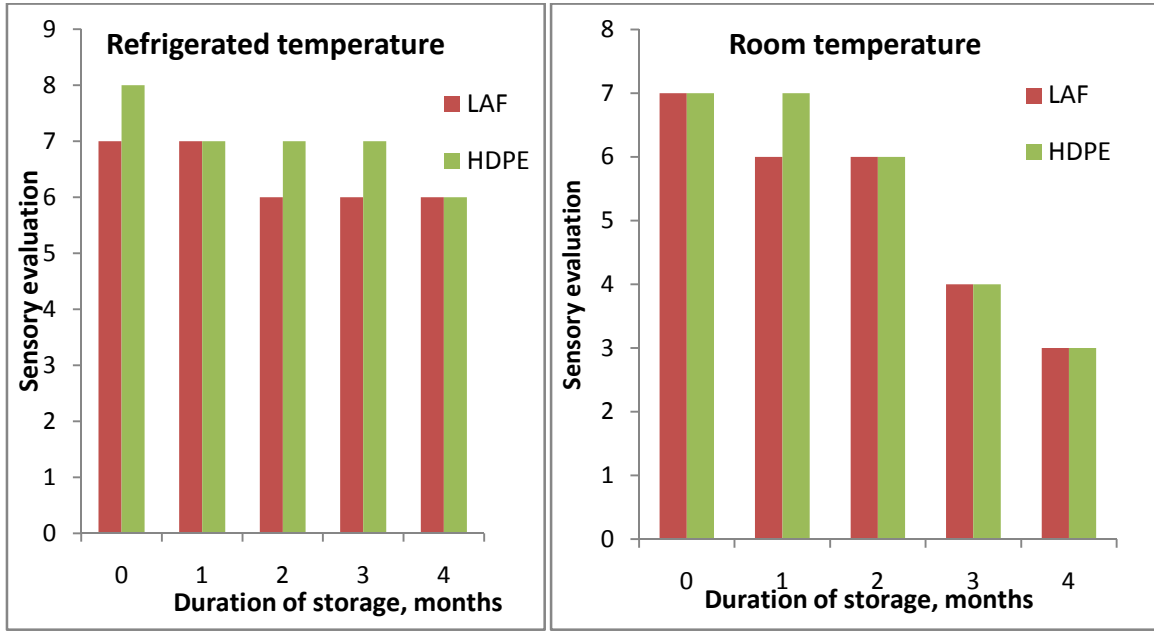 Refrigerated temperature
LAF
HDPE
Sensory evaluation
9
8
7
6
5
4
3
2
1
0
0 1 2 3 4
Duration of storage, months
Room temperature
LAF
HDPE
Sensory evaluation
8
7
6
5
4
3
2
1
0
0 1 2 3 4
Duration of storage, months